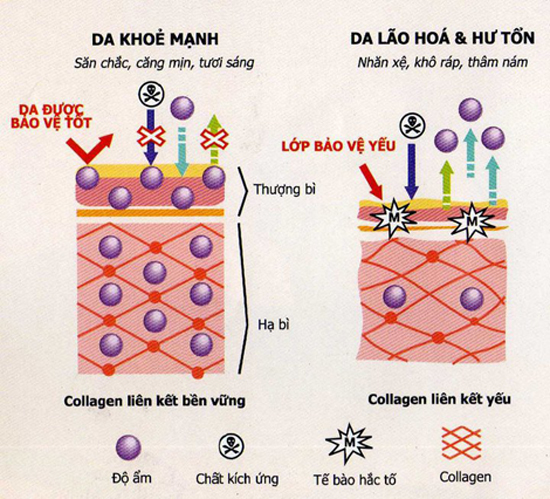 DA KHOẺ MẠNH
Săn chắc, căng mịn, tươi sáng
DA ĐƯỢC
BẢO VỆ TỐT
Thượng bì
Hạ bì
Collagen liên kết bền vững
DA LÃO HOÁ & HƯ TỔN
Nhăn xệ, khô ráp, thâm nám
LỚP BẢO VỆ YẾU
M
M
Collagen liên kết yếu
Độ ẩm
Chất kích ứng
M
Tế bào hắc tố
Collagen